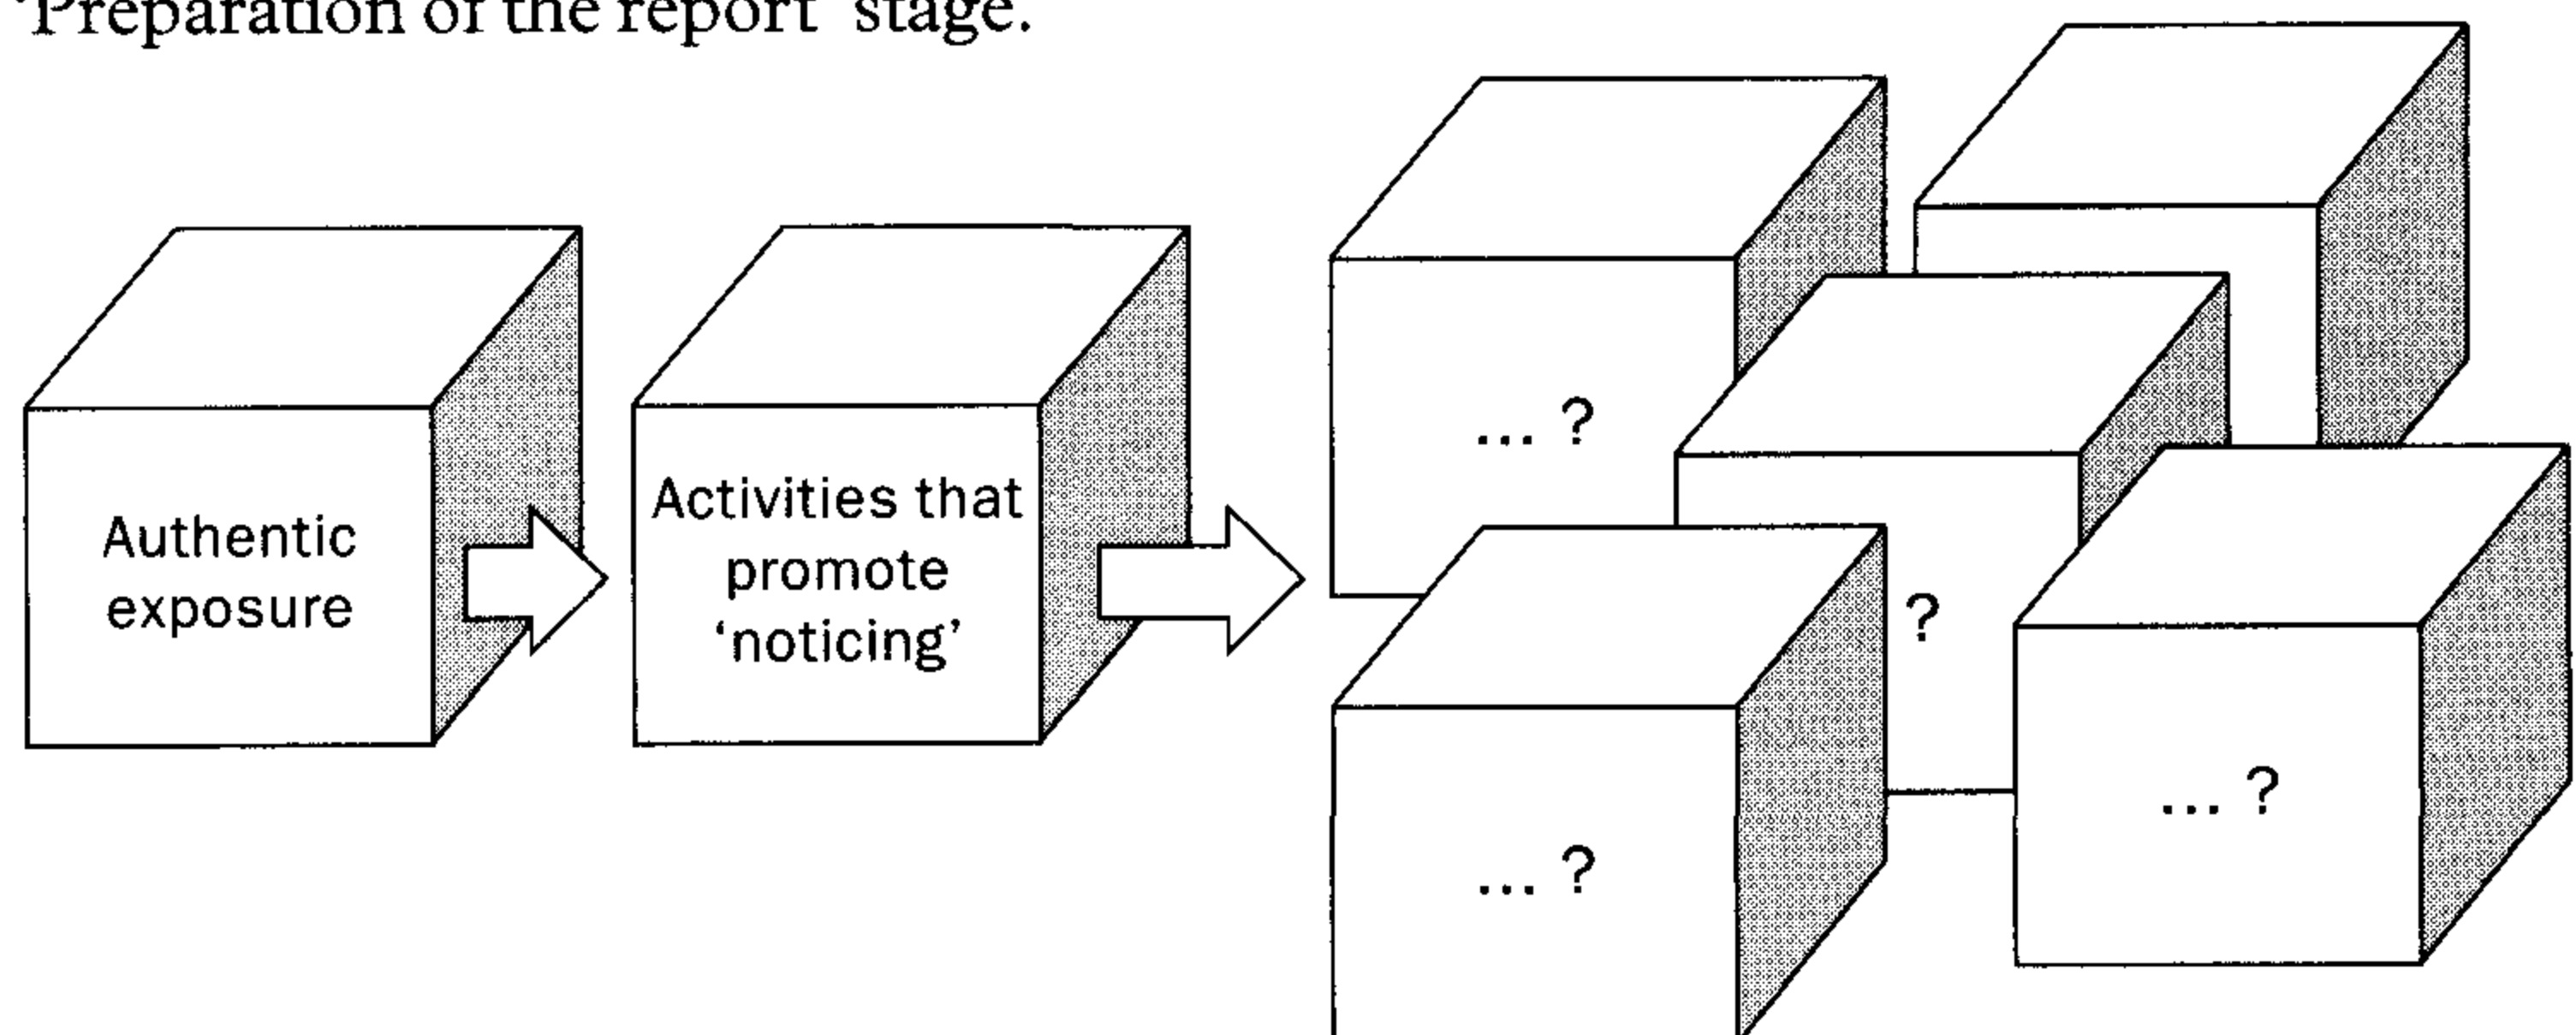 'Preparation of the report' stage.
Authentic
exposure
Activities that
promote
'noticing'
... ?
?
... ?
... ?